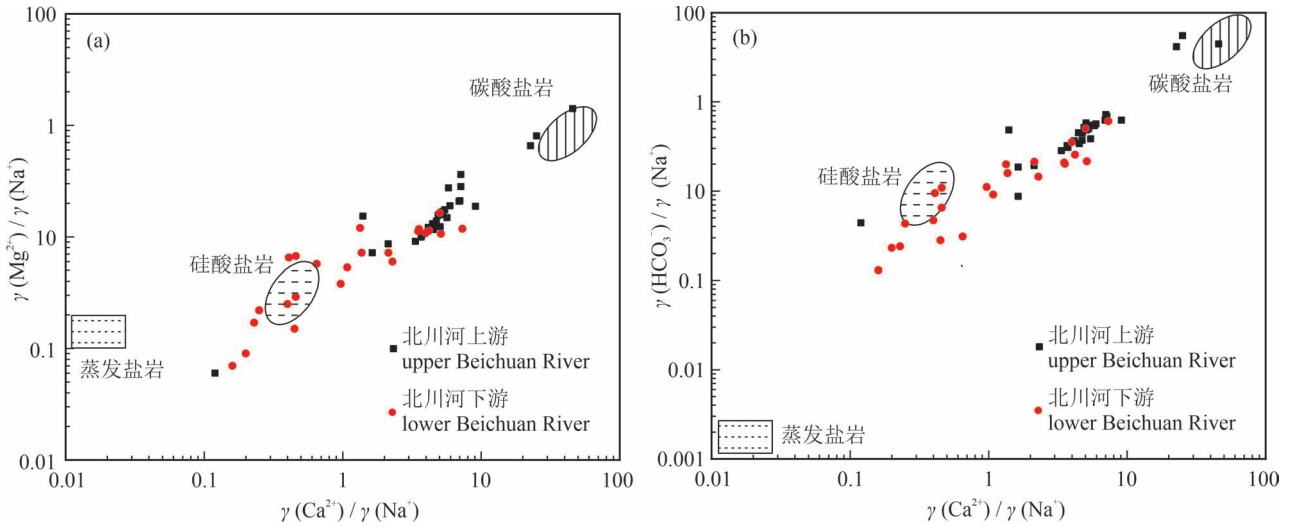 (a)
100
1
10
0.1
0.01
γ (Mg²⁺) / γ (Na⁺)
碳酸盐岩
硅酸盐岩
蒸发盐岩
北川河上游
upper Beichuan River
北川河下游
lower Beichuan River
0.01
0.1
1
10
100
γ (Ca²⁺) / γ (Na⁺)
(b)
100
1
10
0.1
0.01
0.001
γ (HCO₃⁻) / γ (Na⁺)
碳酸盐岩
硅酸盐岩
北川河上游
upper Beichuan River
北川河下游
lower Beichuan River
蒸发盐岩
0.01
0.1
1
10
100
γ (Ca²⁺) / γ (Na⁺)